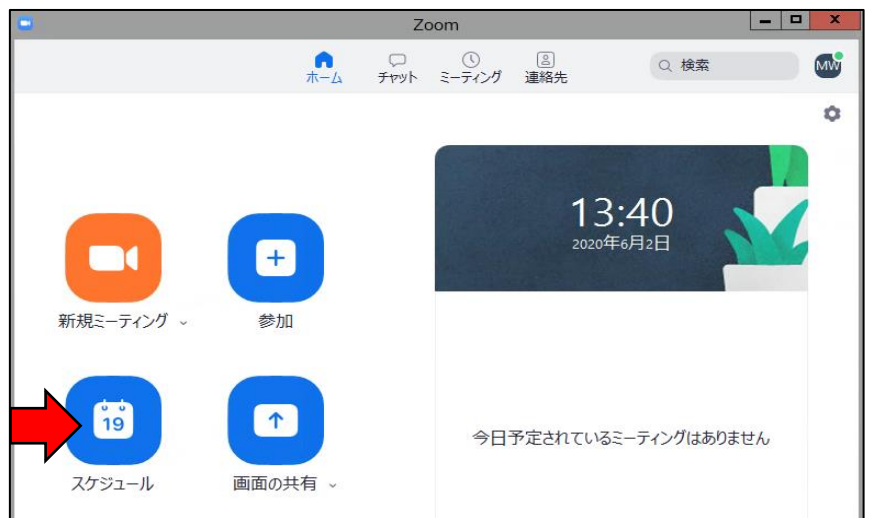 Zoom
ホーム
チャット
ミーティング
連絡先
検索
MW
13:40
2020年6月2日
新規ミーティング
参加
19
スケジュール
画面の共有
今日予定されているミーティングはありません